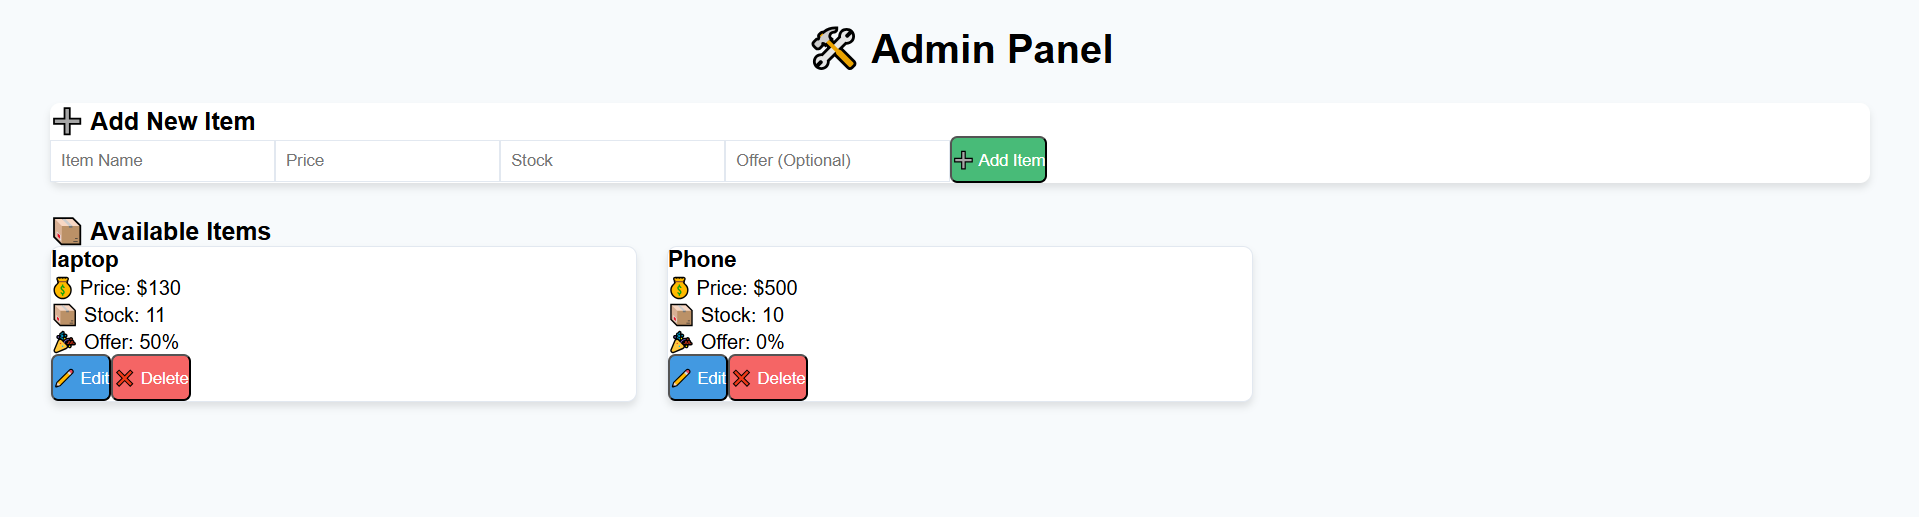 Admin Panel
Add New Item
Item Name
Price
Stock
Offer (Optional)
Add Item
Available Items
laptop
Price: $130
Stock: 11
Offer: 50%
Edit
Delete
Phone
Price: $500
Stock: 10
Offer: 0%
Edit
Delete